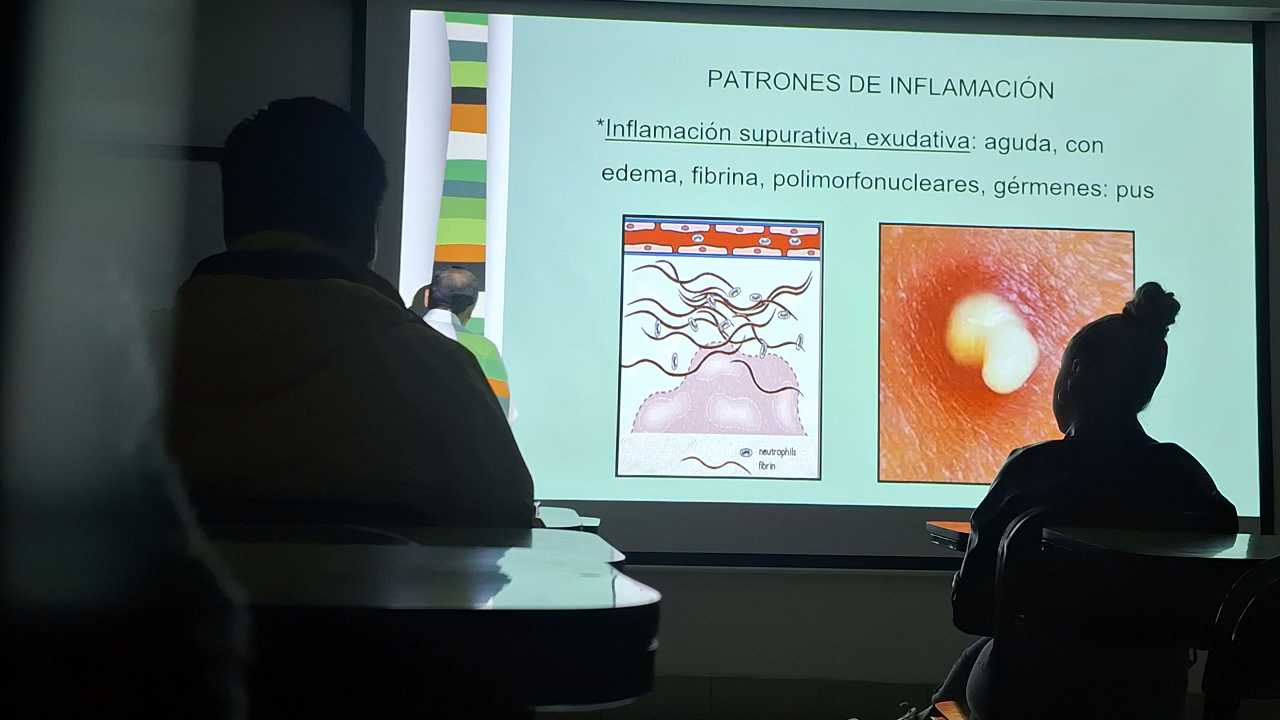 PATRONES DE INFLAMACIÓN
*Inflamación supurativa, exudativa: aguda, con
edema, fibrina, polimorfonucleares, gérmenes: pus
neutrophils
fibrin